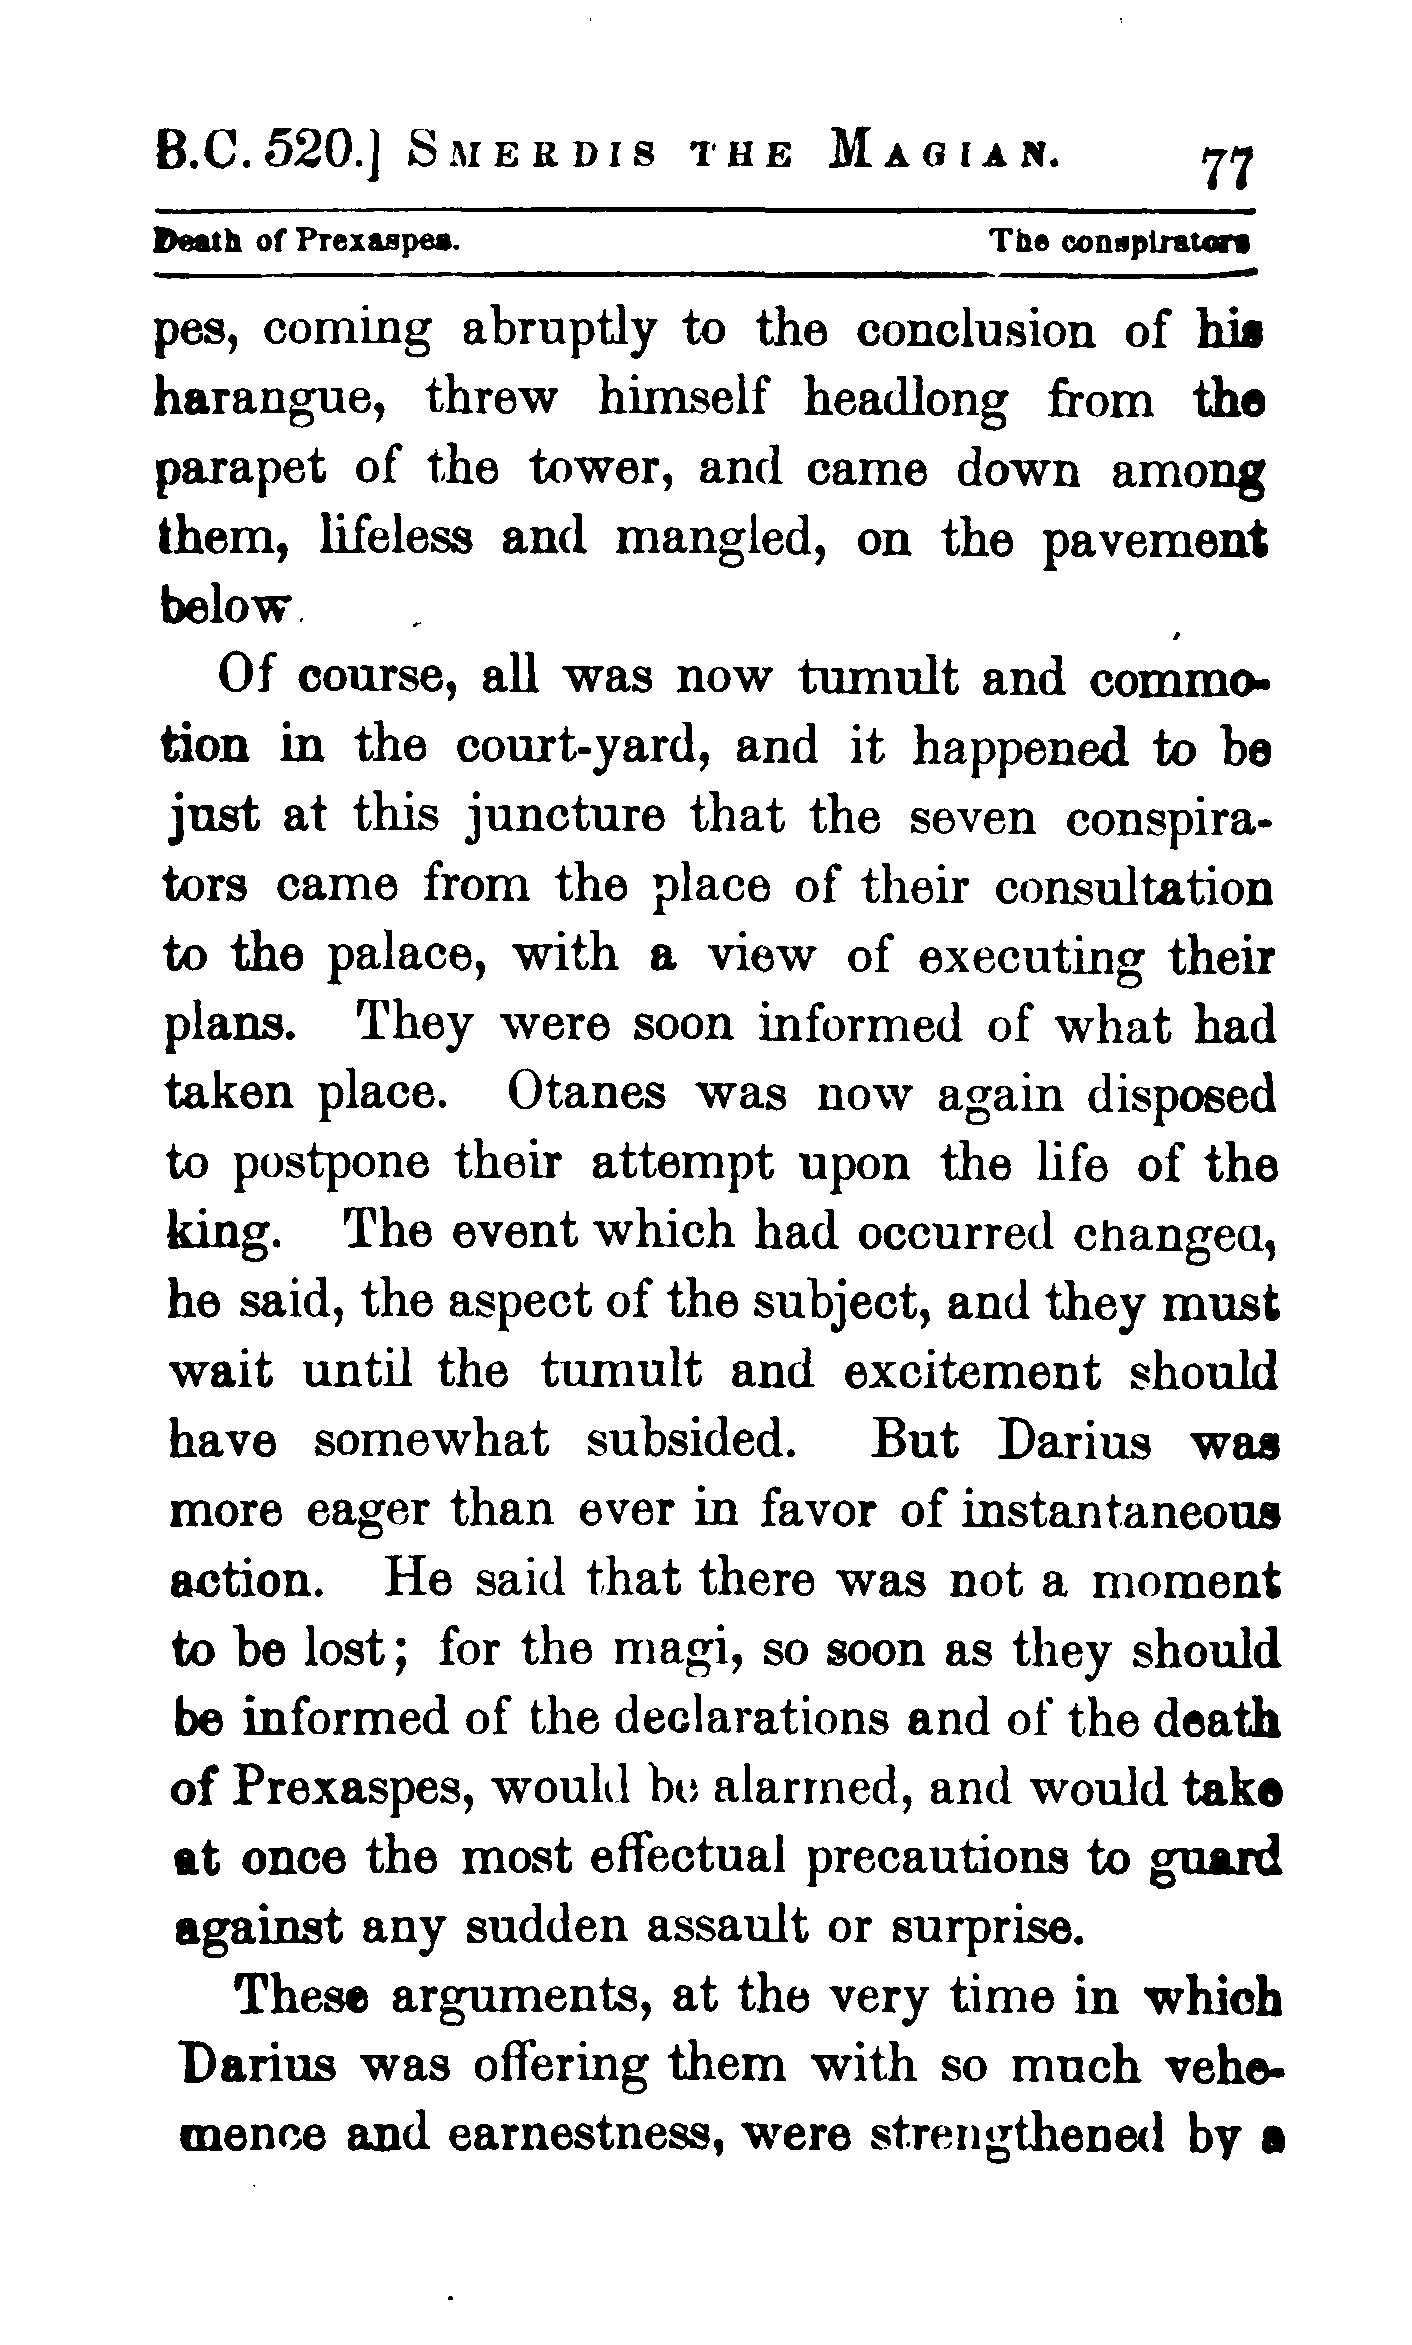 B.C. 520.] SMERDIS THE MAGIAN. 77
Death of Prexaspes. The conspirators
pes, coming abruptly to the conclusion of his
harangue, threw himself headlong from the
parapet of the tower, and came down among
them, lifeless and mangled, on the pavement
below.
Of course, all was now tumult and commo-
tion in the court-yard, and it happened to be
just at this juncture that the seven conspira-
tors came from the place of their consultation
to the palace, with a view of executing their
plans. They were soon informed of what had
taken place. Otanes was now again disposed
to postpone their attempt upon the life of the
king. The event which had occurred changed,
he said, the aspect of the subject, and they must
wait until the tumult and excitement should
have somewhat subsided. But Darius was
more eager than ever in favor of instantaneous
action. He said that there was not a moment
to be lost; for the magi, so soon as they should
be informed of the declarations and of the death
of Prexaspes, would be alarmed, and would take
at once the most effectual precautions to guard
against any sudden assault or surprise.
These arguments, at the very time in which
Darius was offering them with so much vehe-
mence and earnestness, were strengthened by a